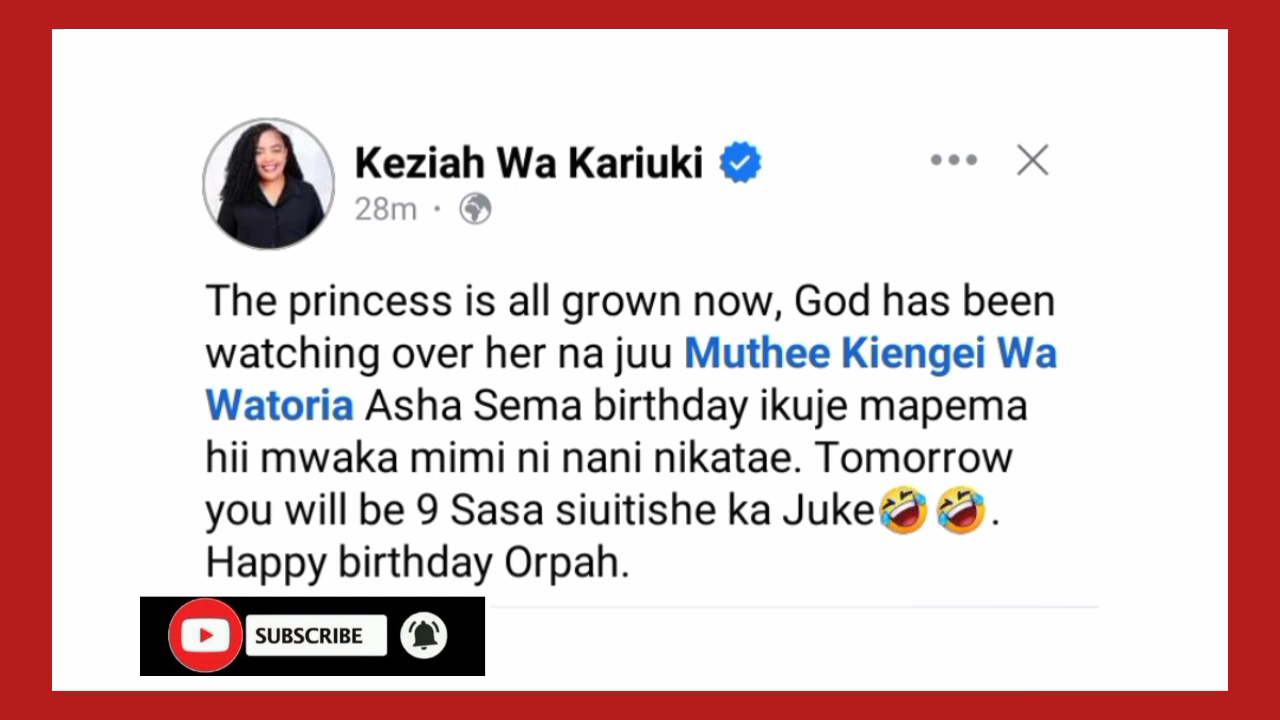 Keziah Wa Kariuki
28m ·
The princess is all grown now, God has been
watching over her na juu Muthee Kiengei Wa
Watoria Asha Sema birthday ikuje mapema
hii mwaka mimi ni nani nikatae. Tomorrow
you will be 9 Sasa siuitishe ka Juke🤣🤣.
Happy birthday Orpah.
SUBSCRIBE